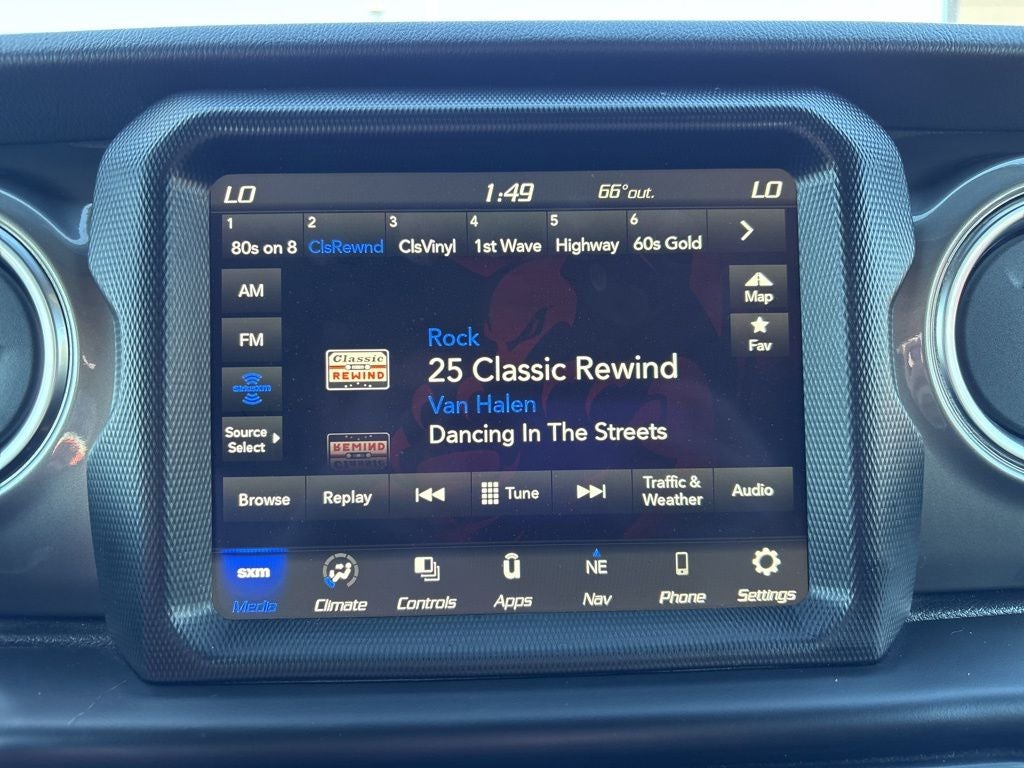 LO 1:49 66°out. LO
1 2 3 4 5 6
80s on 8 ClsRewnd ClsVinyl 1st Wave Highway 60s Gold
AM
Map
FM
Fav
Rock
Classic
REWIND
25 Classic Rewind
SiriusXM
Van Halen
Source
Select
Dancing In The Streets
Browse Replay Tune Traffic &
Weather
Audio
sxm û NE
Media Climate Controls Apps Nav Phone Settings